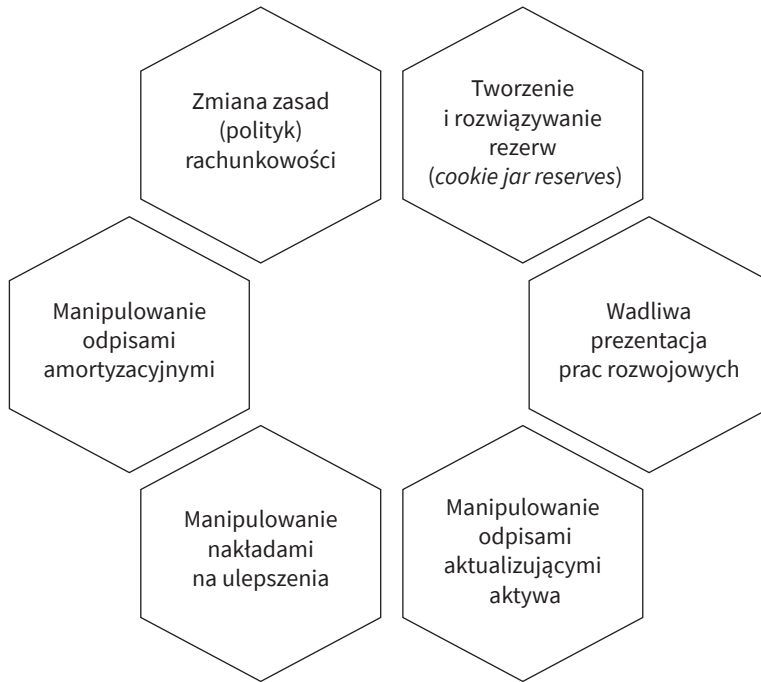 Zmiana zasad
(polityk)
rachunkowości
Tworzenie
i rozwiązywanie
rezerw
(cookie jar reserves)
Manipulowanie
odpisami
amortyzacyjnymi
Wadliwa
prezentacja
prac rozwojowych
Manipulowanie
nakładami
na ulepszenia
Manipulowanie
odpisami
aktualizującymi
aktywa